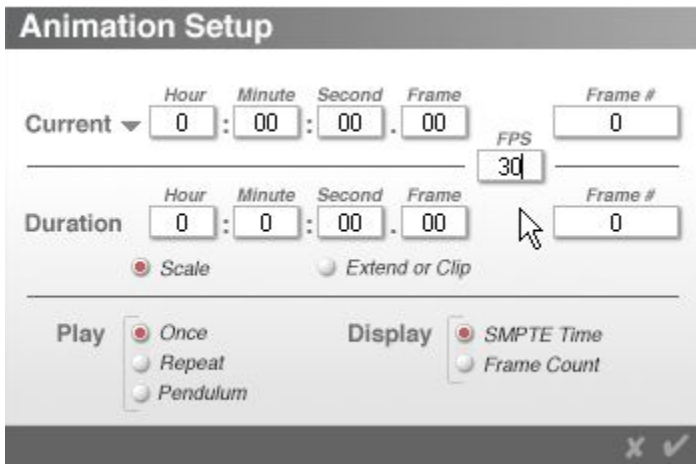 Animation Setup
Hour Minute Second Frame Frame #
Current 0 : 00 : 00 . 00 0
FPS
30
Hour Minute Second Frame Frame #
Duration 0 : 0 : 00 . 00 0
Scale Extend or Clip
Play Once Display SMPTE Time
Repeat Frame Count
Pendulum